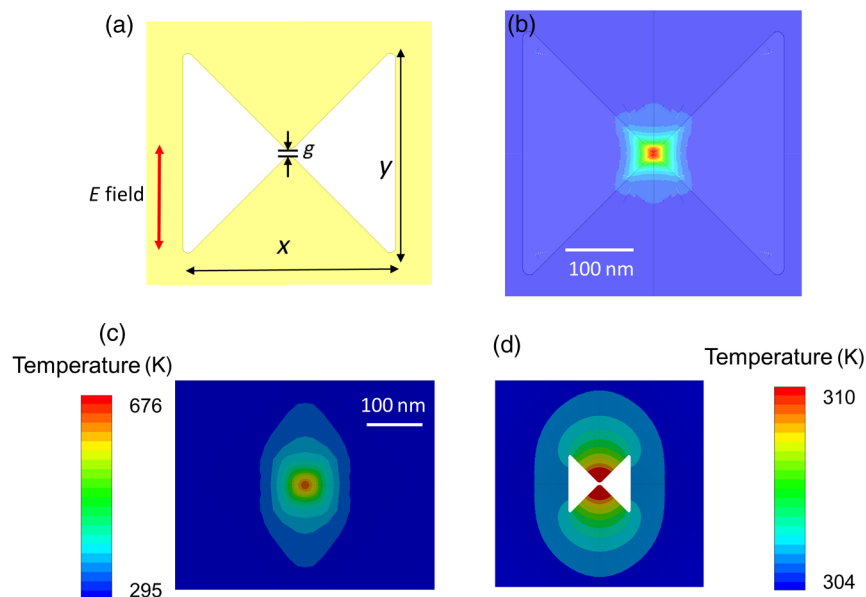 (a)
g
y
E field
x
(b)
100 nm
(c)
Temperature (K)
676
295
100 nm
(d)
Temperature (K)
310
304